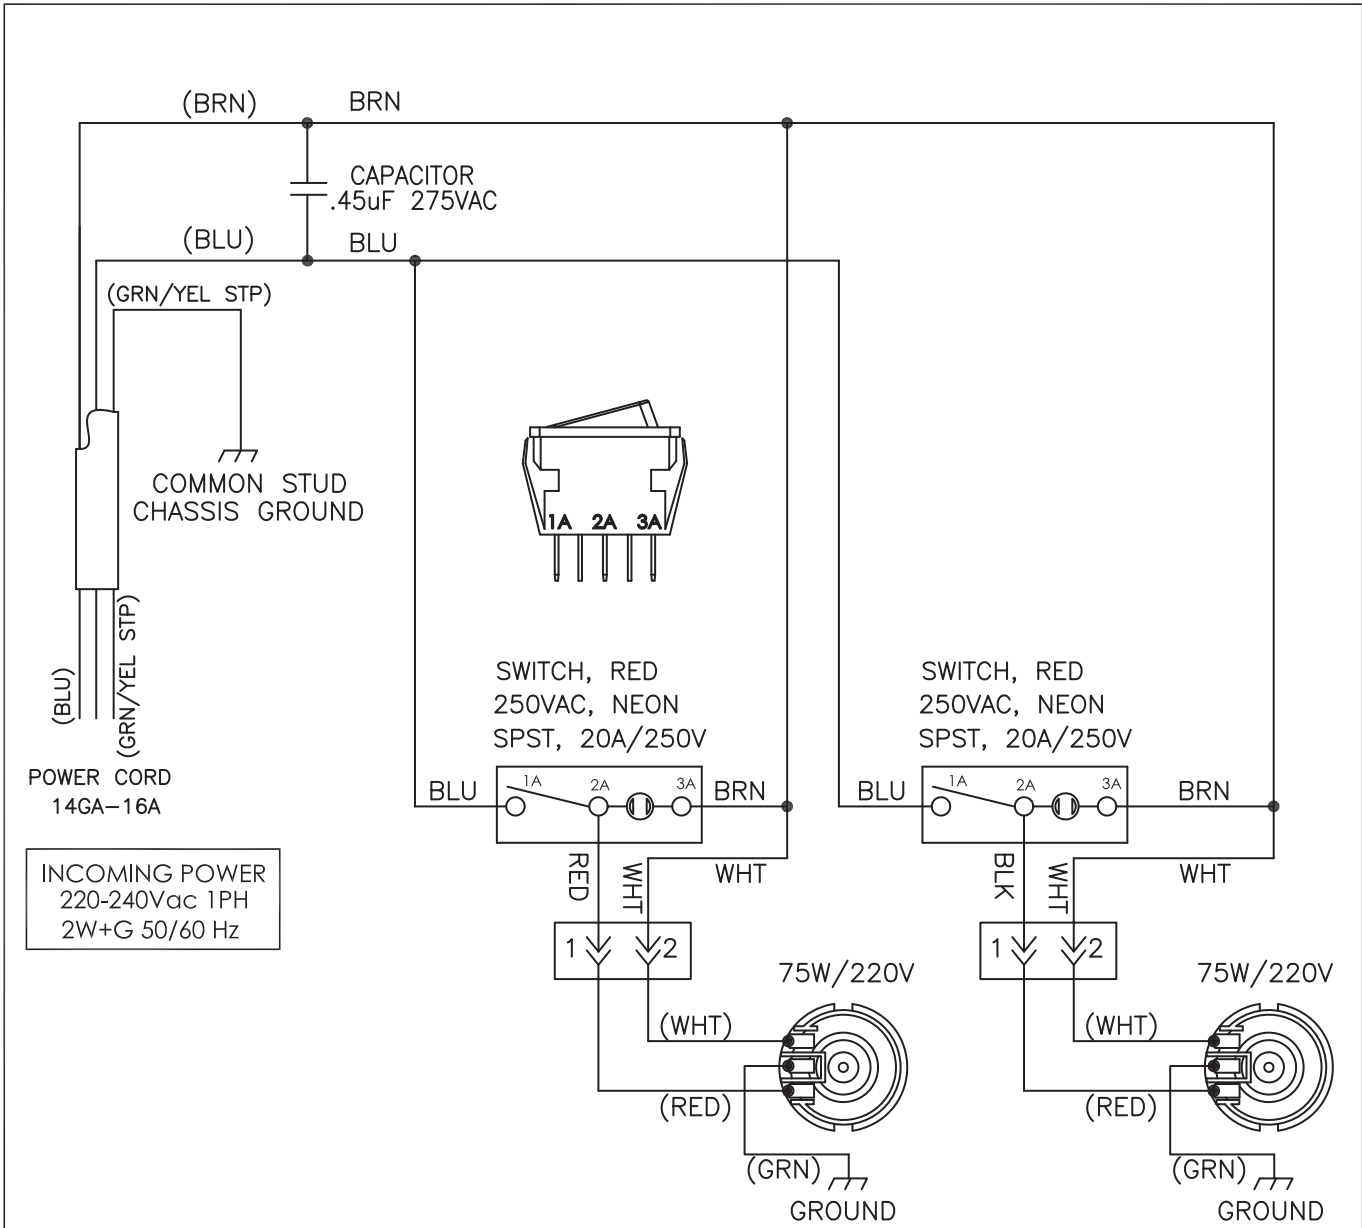 (BRN)
BRN
CAPACITOR
.45uF 275VAC
(BLU)
BLU
(GRN/YEL STP)
COMMON STUD
CHASSIS GROUND
1A 2A 3A
(BLU)
(GRN/YEL STP)
POWER CORD
14GA-16A
INCOMING POWER
220-240Vac 1PH
2W+G 50/60 Hz
SWITCH, RED
250VAC, NEON
SPST, 20A/250V
BLU
1A
2A
3A
BRN
RED
WHT
WHT
1
2
75W/220V
(WHT)
(RED)
(GRN)
GROUND
SWITCH, RED
250VAC, NEON
SPST, 20A/250V
BLU
1A
2A
3A
BRN
BLK
WHT
WHT
1
2
75W/220V
(WHT)
(RED)
(GRN)
GROUND